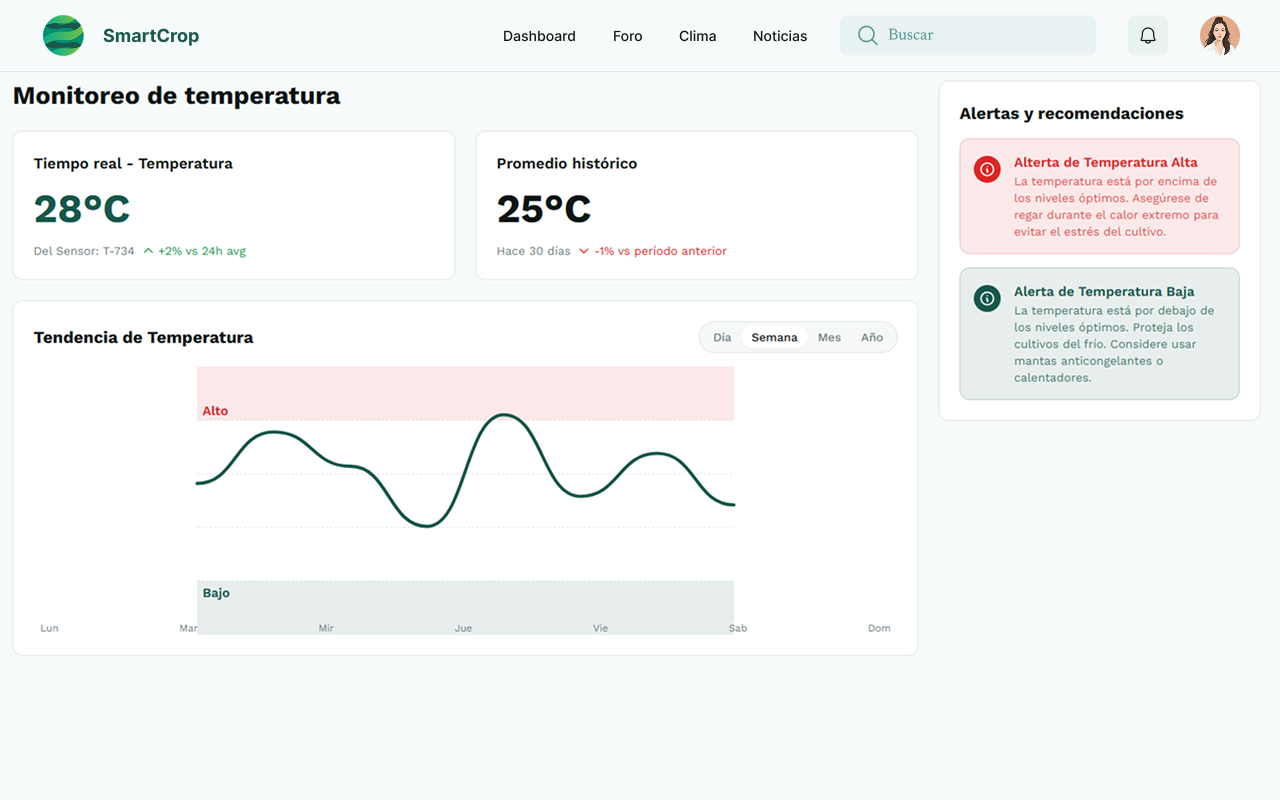 SmartCrop
Dashboard
Foro
Clima
Noticias
Buscar
Monitoreo de temperatura
Tiempo real - Temperatura
28°C
Del Sensor: T-734 +2% vs 24h avg
Promedio histórico
25°C
Hace 30 días -1% vs período anterior
Tendencia de Temperatura
Día
Semana
Mes
Año
Alto
Bajo
Lun
Mar
Mir
Jue
Vie
Sab
Dom
Alertas y recomendaciones
Alterta de Temperatura Alta
La temperatura está por encima de
los niveles óptimos. Asegúrese de
regar durante el calor extremo para
evitar el estrés del cultivo.
Alerta de Temperatura Baja
La temperatura está por debajo de
los niveles óptimos. Proteja los
cultivos del frío. Considere usar
mantas anticongelantes o
calentadores.